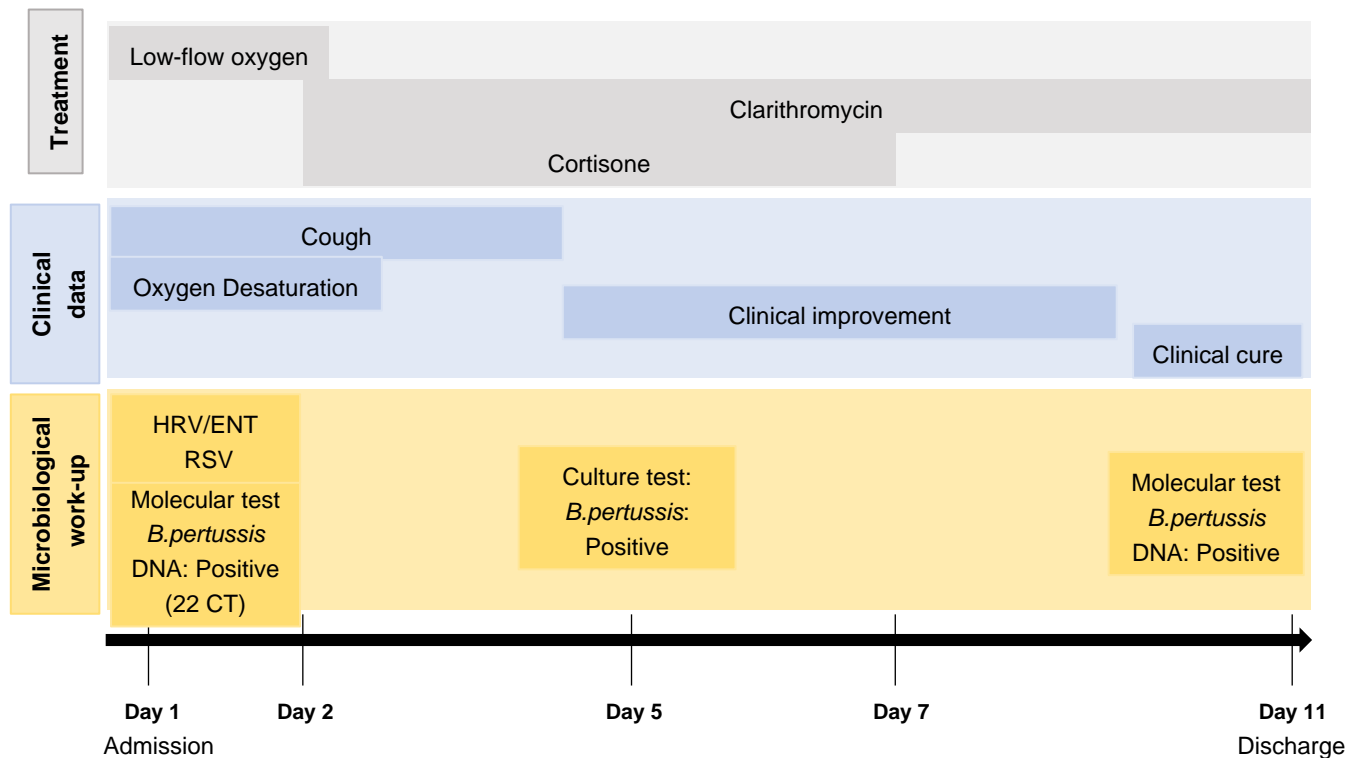 Treatment
Low-flow oxygen
Clarithromycin
Cortisone
Clinical
data
Cough
Oxygen Desaturation
Clinical improvement
Clinical cure
Microbiological
work-up
HRV/ENT
RSV
Molecular test
B.pertussis
DNA: Positive
(22 CT)
Culture test:
B.pertussis:
Positive
Molecular test
B.pertussis
DNA: Positive
Day 1
Admission
Day 2
Day 5
Day 7
Day 11
Discharge